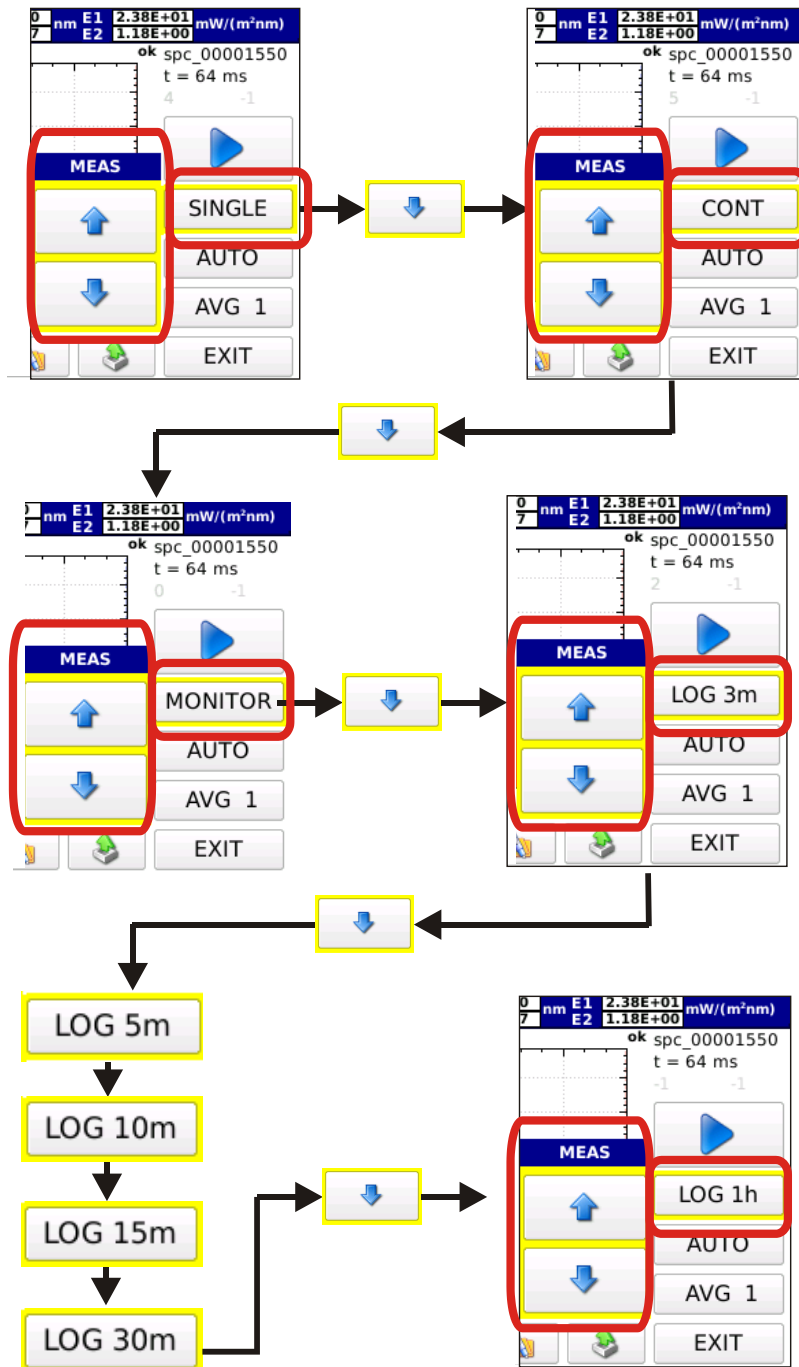 0 nm E1 2.38E+01 mW/(m²nm)
7 E2 1.18E+00
ok spc_00001550
t = 64 ms
4 -1
MEAS
SINGLE
AUTO
AVG 1
EXIT
0 nm E1 2.38E+01 mW/(m²nm)
7 E2 1.18E+00
ok spc_00001550
t = 64 ms
5 -1
MEAS
CONT
AUTO
AVG 1
EXIT
nm E1 2.38E+01 mW/(m²nm)
E2 1.18E+00
ok spc_00001550
t = 64 ms
0 -1
MEAS
MONITOR
AUTO
AVG 1
EXIT
0 nm E1 2.38E+01 mW/(m²nm)
7 E2 1.18E+00
ok spc_00001550
t = 64 ms
2 -1
MEAS
LOG 3m
AUTO
AVG 1
EXIT
LOG 5m
LOG 10m
LOG 15m
LOG 30m
0 nm E1 2.38E+01 mW/(m²nm)
7 E2 1.18E+00
ok spc_00001550
t = 64 ms
-1 -1
MEAS
LOG 1h
AUTO
AVG 1
EXIT